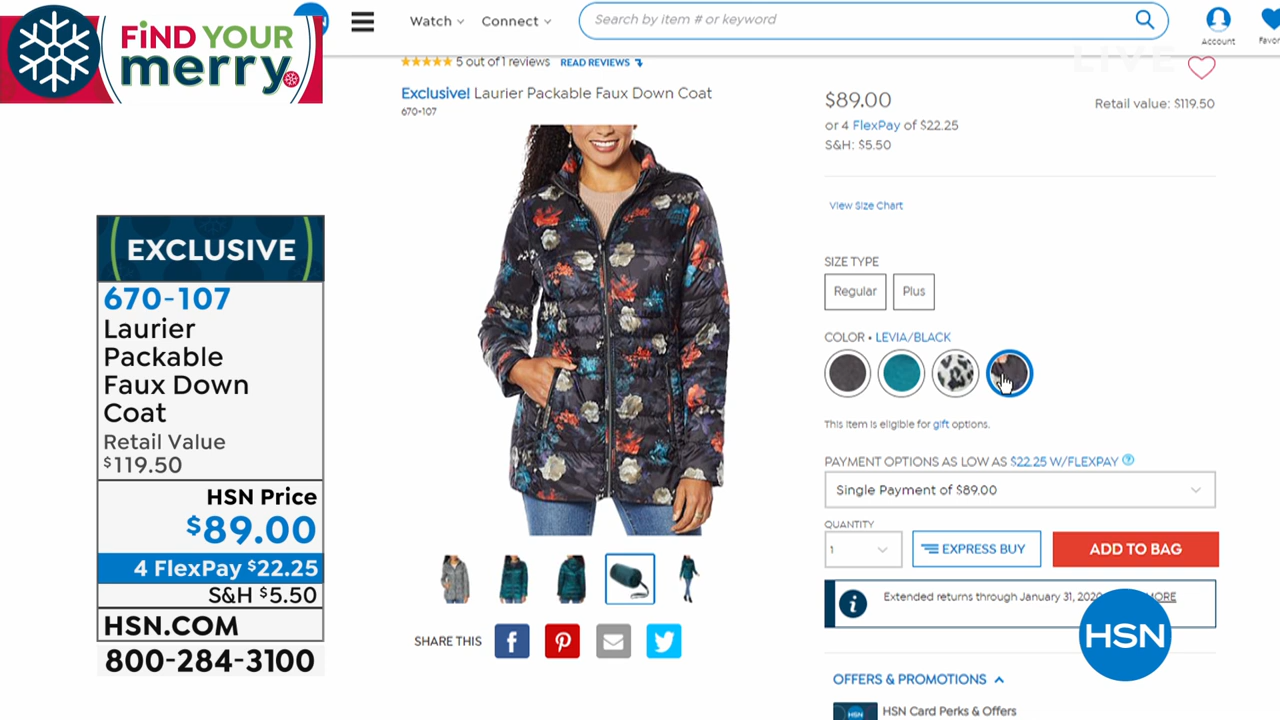 FiND YOUR
merry
Watch
Connect
Search by item # or keyword
Account
LIVE
5 out of 1 reviews READ REVIEWS
Exclusive! Laurier Packable Faux Down Coat
670-107
$89.00
Retail value: $119.50
or 4 FlexPay of $22.25
S&H: $5.50
View Size Chart
SIZE TYPE
Regular
Plus
COLOR • LEVIA/BLACK
This item is eligible for gift options.
PAYMENT OPTIONS AS LOW AS $22.25 W/FLEXPAY
Single Payment of $89.00
QUANTITY
1
EXPRESS BUY
ADD TO BAG
Extended returns through January 31, 2020
HSN
OFFERS & PROMOTIONS
HSN
HSN Card Perks & Offers
SHARE THIS
EXCLUSIVE
670-107
Laurier
Packable
Faux Down
Coat
Retail Value
$119.50
HSN Price
$89.00
4 FlexPay $22.25
S&H $5.50
HSN.COM
800-284-3100